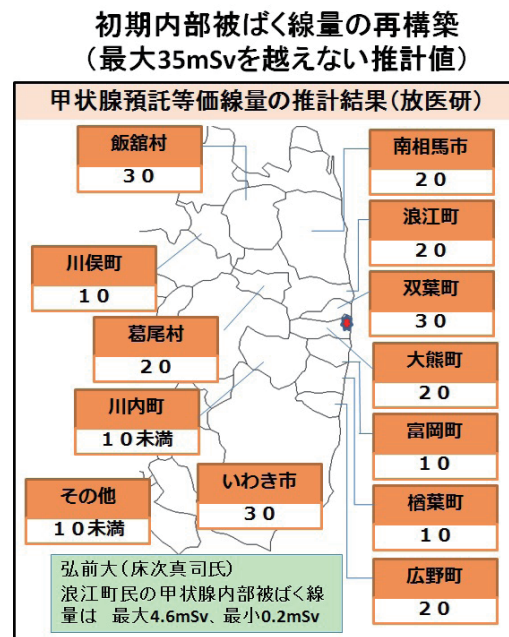 初期内部被ばく線量の再構築
（最大35mSvを越えない推計値）
甲状腺預託等価線量の推計結果（放医研）
飯舘村
３０
南相馬市
２０
浪江町
２０
川俣町
１０
双葉町
３０
葛尾村
２０
大熊町
２０
川内町
１０未満
富岡町
１０
その他
１０未満
いわき市
３０
楢葉町
１０
広野町
２０
弘前大（床次真司氏）
浪江町民の甲状腺内部被ばく線
量は　最大4.6mSv、最小0.2mSv